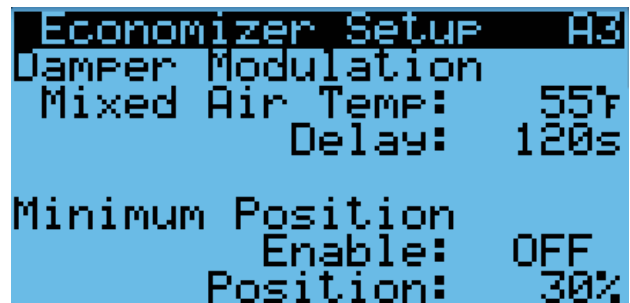 Economizer Setup A3
Damper Modulation
Mixed Air Temp: 55°F
Delay: 120s
Minimum Position
Enable: OFF
Position: 30%